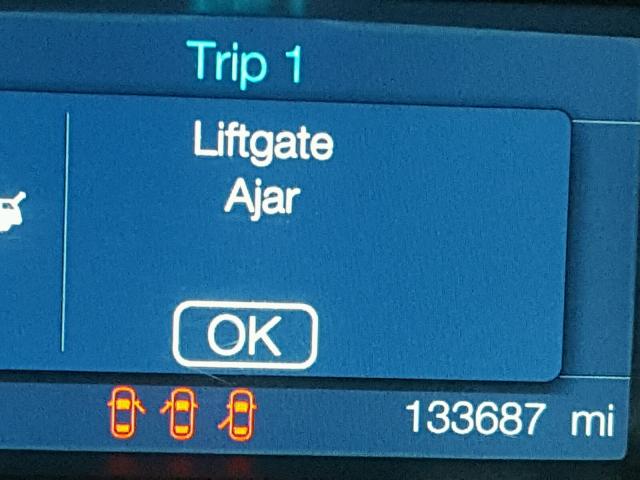 Trip 1
Liftgate
Ajar
OK
133687 mi